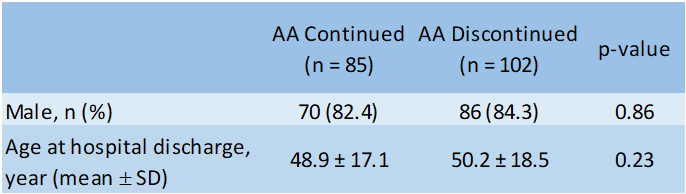 AA Continued AA Discontinued
(n = 85) (n = 102) p-value
Male, n (%) 70 (82.4) 86 (84.3) 0.86
Age at hospital discharge,
year (mean ± SD) 48.9 ± 17.1 50.2 ± 18.5 0.23